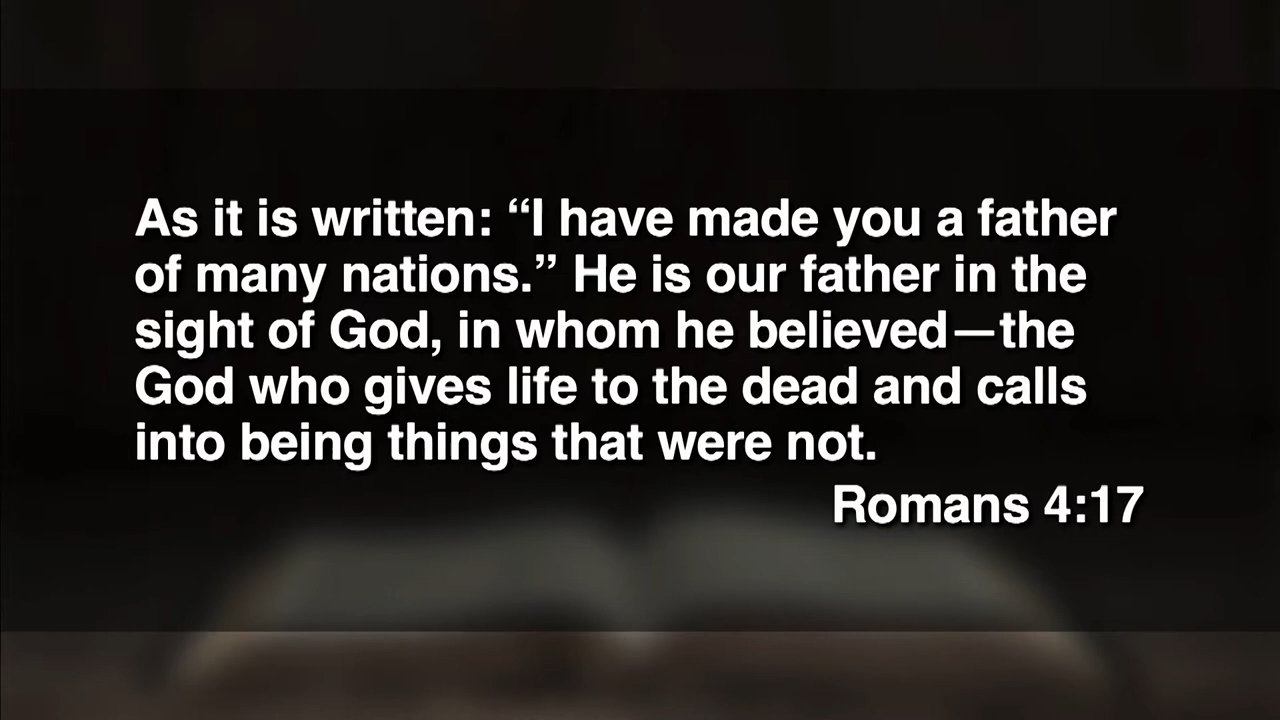 As it is written: “I have made you a father
of many nations.” He is our father in the
sight of God, in whom he believed—the
God who gives life to the dead and calls
into being things that were not.
Romans 4:17